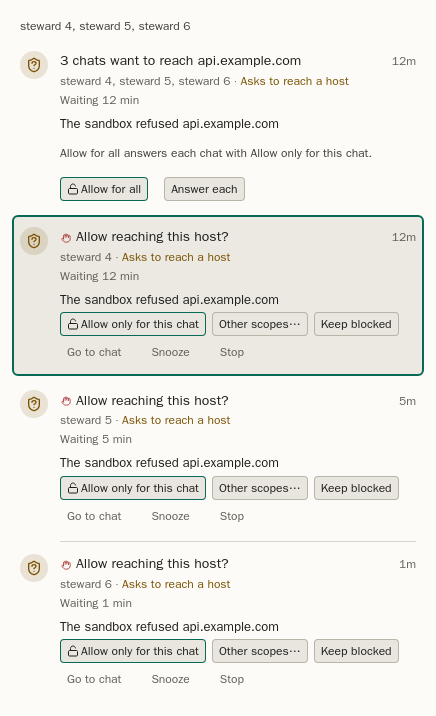 steward 4, steward 5, steward 6
3 chats want to reach api.example.com 12m
steward 4, steward 5, steward 6 · Asks to reach a host
Waiting 12 min
The sandbox refused api.example.com
Allow for all answers each chat with Allow only for this chat.
Allow for all Answer each
Allow reaching this host? 12m
steward 4 · Asks to reach a host
Waiting 12 min
The sandbox refused api.example.com
Allow only for this chat Other scopes··· Keep blocked
Go to chat Snooze Stop
Allow reaching this host? 5m
steward 5 · Asks to reach a host
Waiting 5 min
The sandbox refused api.example.com
Allow only for this chat Other scopes··· Keep blocked
Go to chat Snooze Stop
Allow reaching this host? 1m
steward 6 · Asks to reach a host
Waiting 1 min
The sandbox refused api.example.com
Allow only for this chat Other scopes··· Keep blocked
Go to chat Snooze Stop